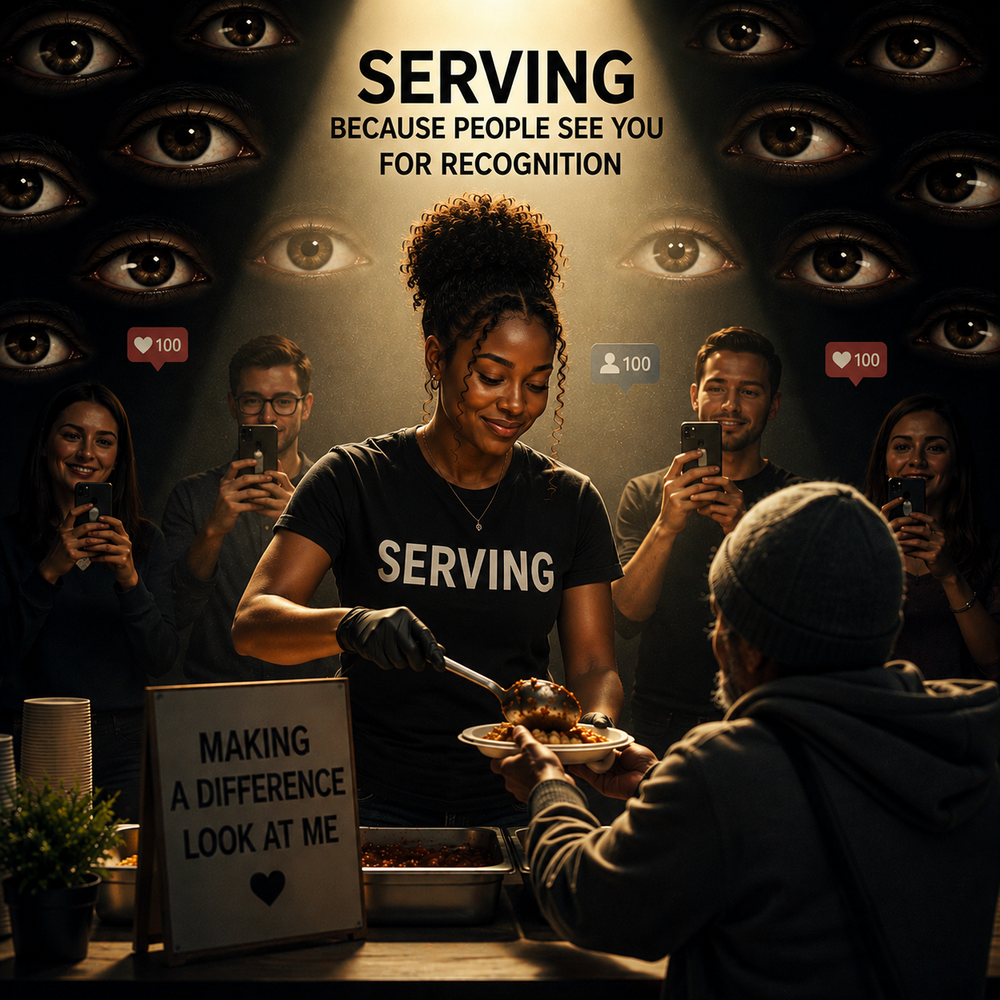 SERVING
BECAUSE PEOPLE SEE YOU
FOR RECOGNITION
100
100
100
SERVING
MAKING
A DIFFERENCE
LOOK AT ME